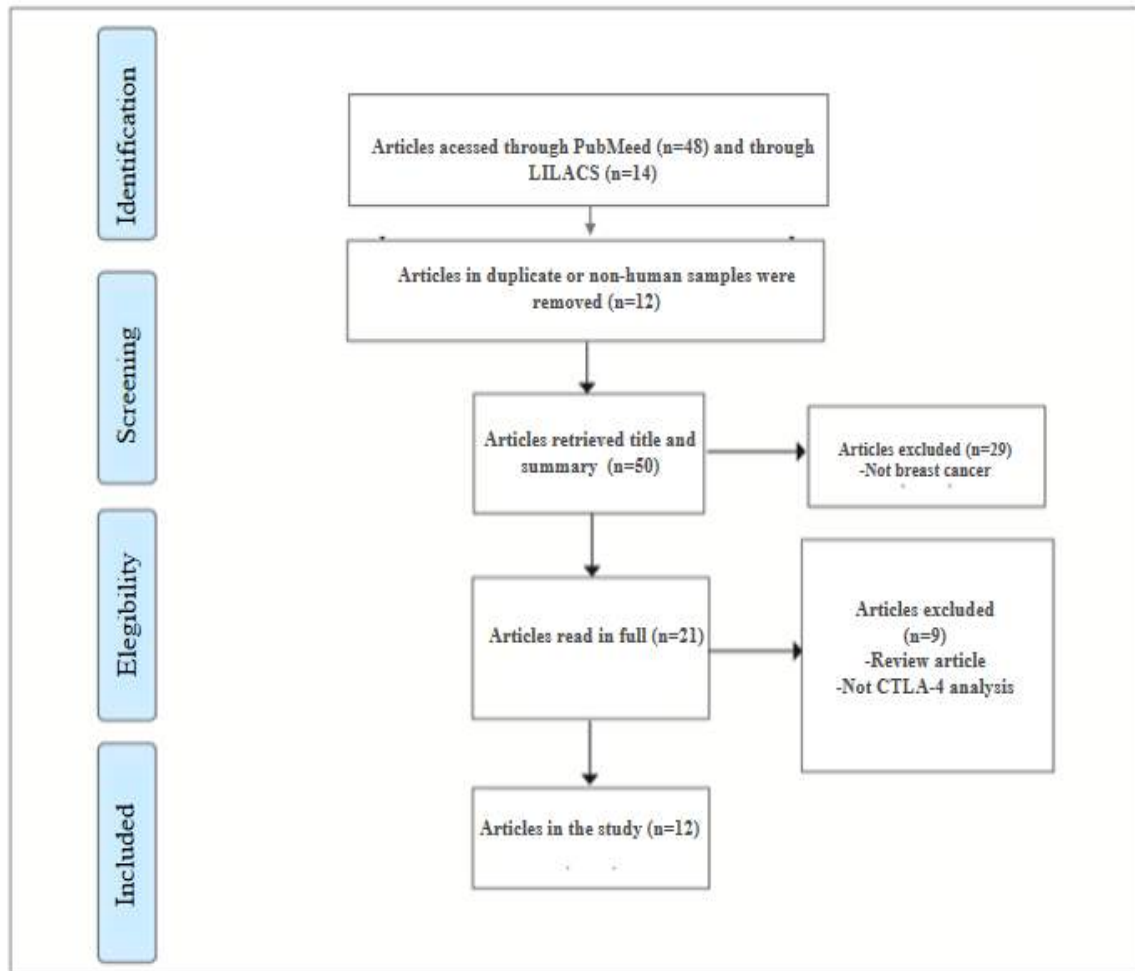 Identification
Articles acessed through PubMeed (n=48) and through
LILACS (n=14)
Articles in duplicate or non-human samples were
removed (n=12)
Screening
Articles retrieved title and
summary (n=50)
Articles excluded (n=29)
-Not breast cancer
Elegibility
Articles read in full (n=21)
Articles excluded
(n=9)
-Review article
-Not CTLA-4 analysis
Included
Articles in the study (n=12)